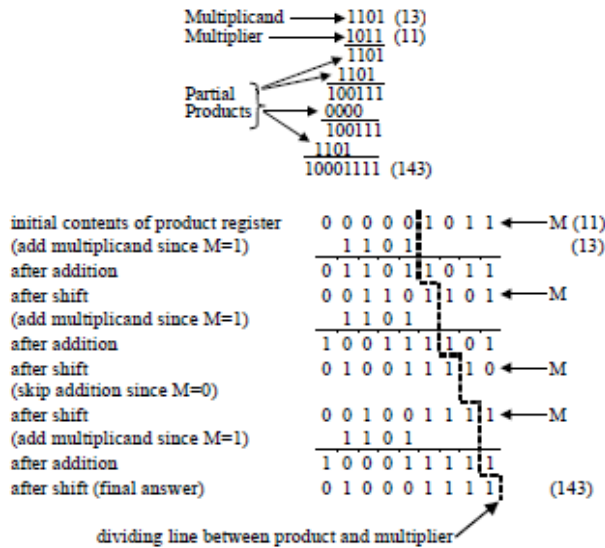 Multiplicand 1101 (13)
Multiplier 1011 (11)
1101
1101
Partial 100111
Products 0000
100111
1101
10001111 (143)
initial contents of product register 0 0 0 0 0 1 0 1 1 M (11)
(add multiplicand since M=1) 1 1 0 1 (13)
after addition 0 1 1 0 1 1 0 1 1
after shift 0 0 1 1 0 1 1 0 1 M
(add multiplicand since M=1) 1 1 0 1
after addition 1 0 0 1 1 1 1 0 1
after shift 0 1 0 0 1 1 1 1 0 M
(skip addition since M=0)
after shift 0 0 1 0 0 1 1 1 1 M
(add multiplicand since M=1) 1 1 0 1
after addition 1 0 0 0 1 1 1 1 1
after shift (final answer) 0 1 0 0 0 1 1 1 1 (143)
dividing line between product and multiplier